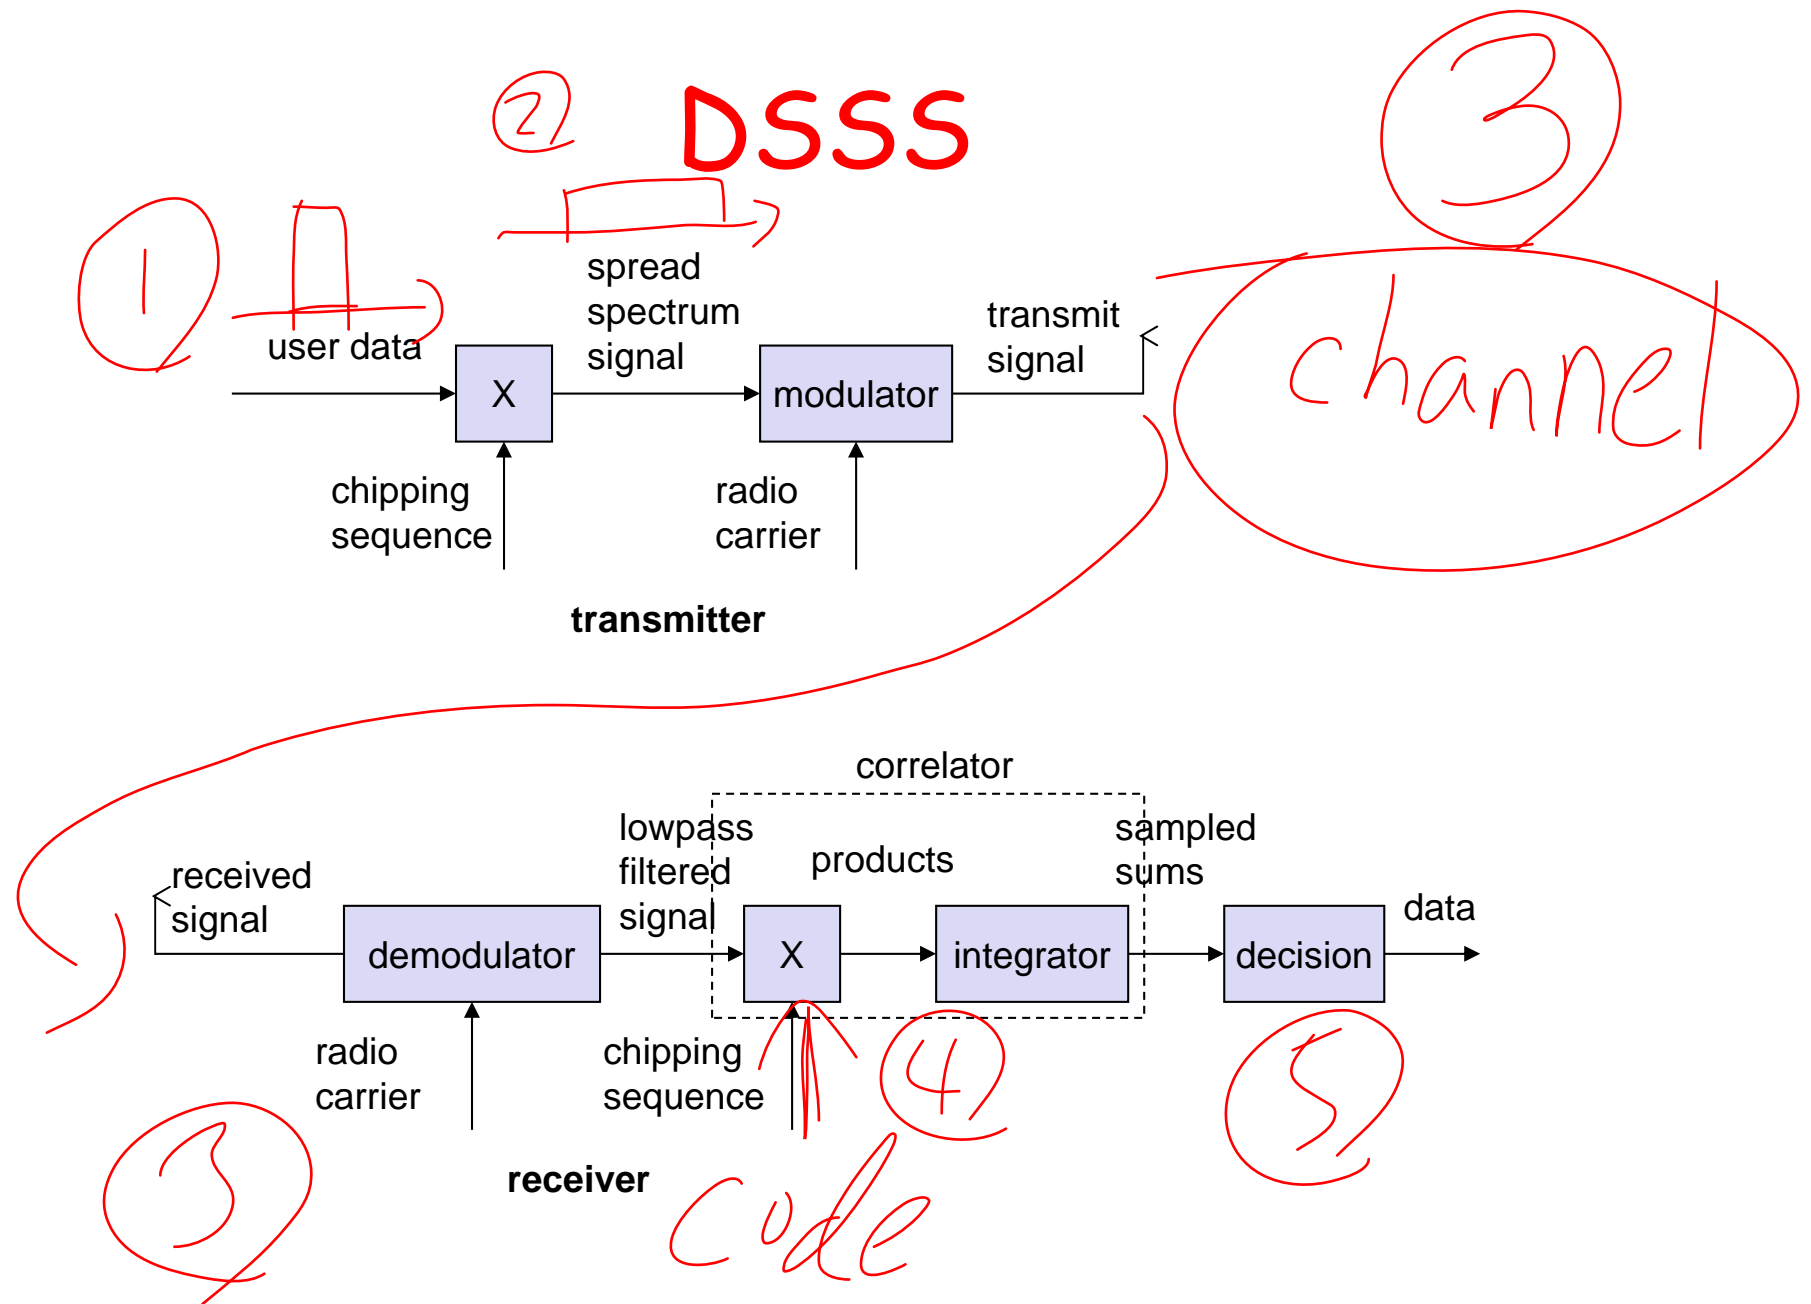 2
DSSS
3
1
spread
spectrum
signal
user data
transmit
signal
channel
X
modulator
chipping
sequence
radio
carrier
transmitter
correlator
lowpass
filtered
signal
products
sampled
sums
received
signal
data
demodulator
X
integrator
decision
radio
carrier
chipping
sequence
4
5
3
receiver
code